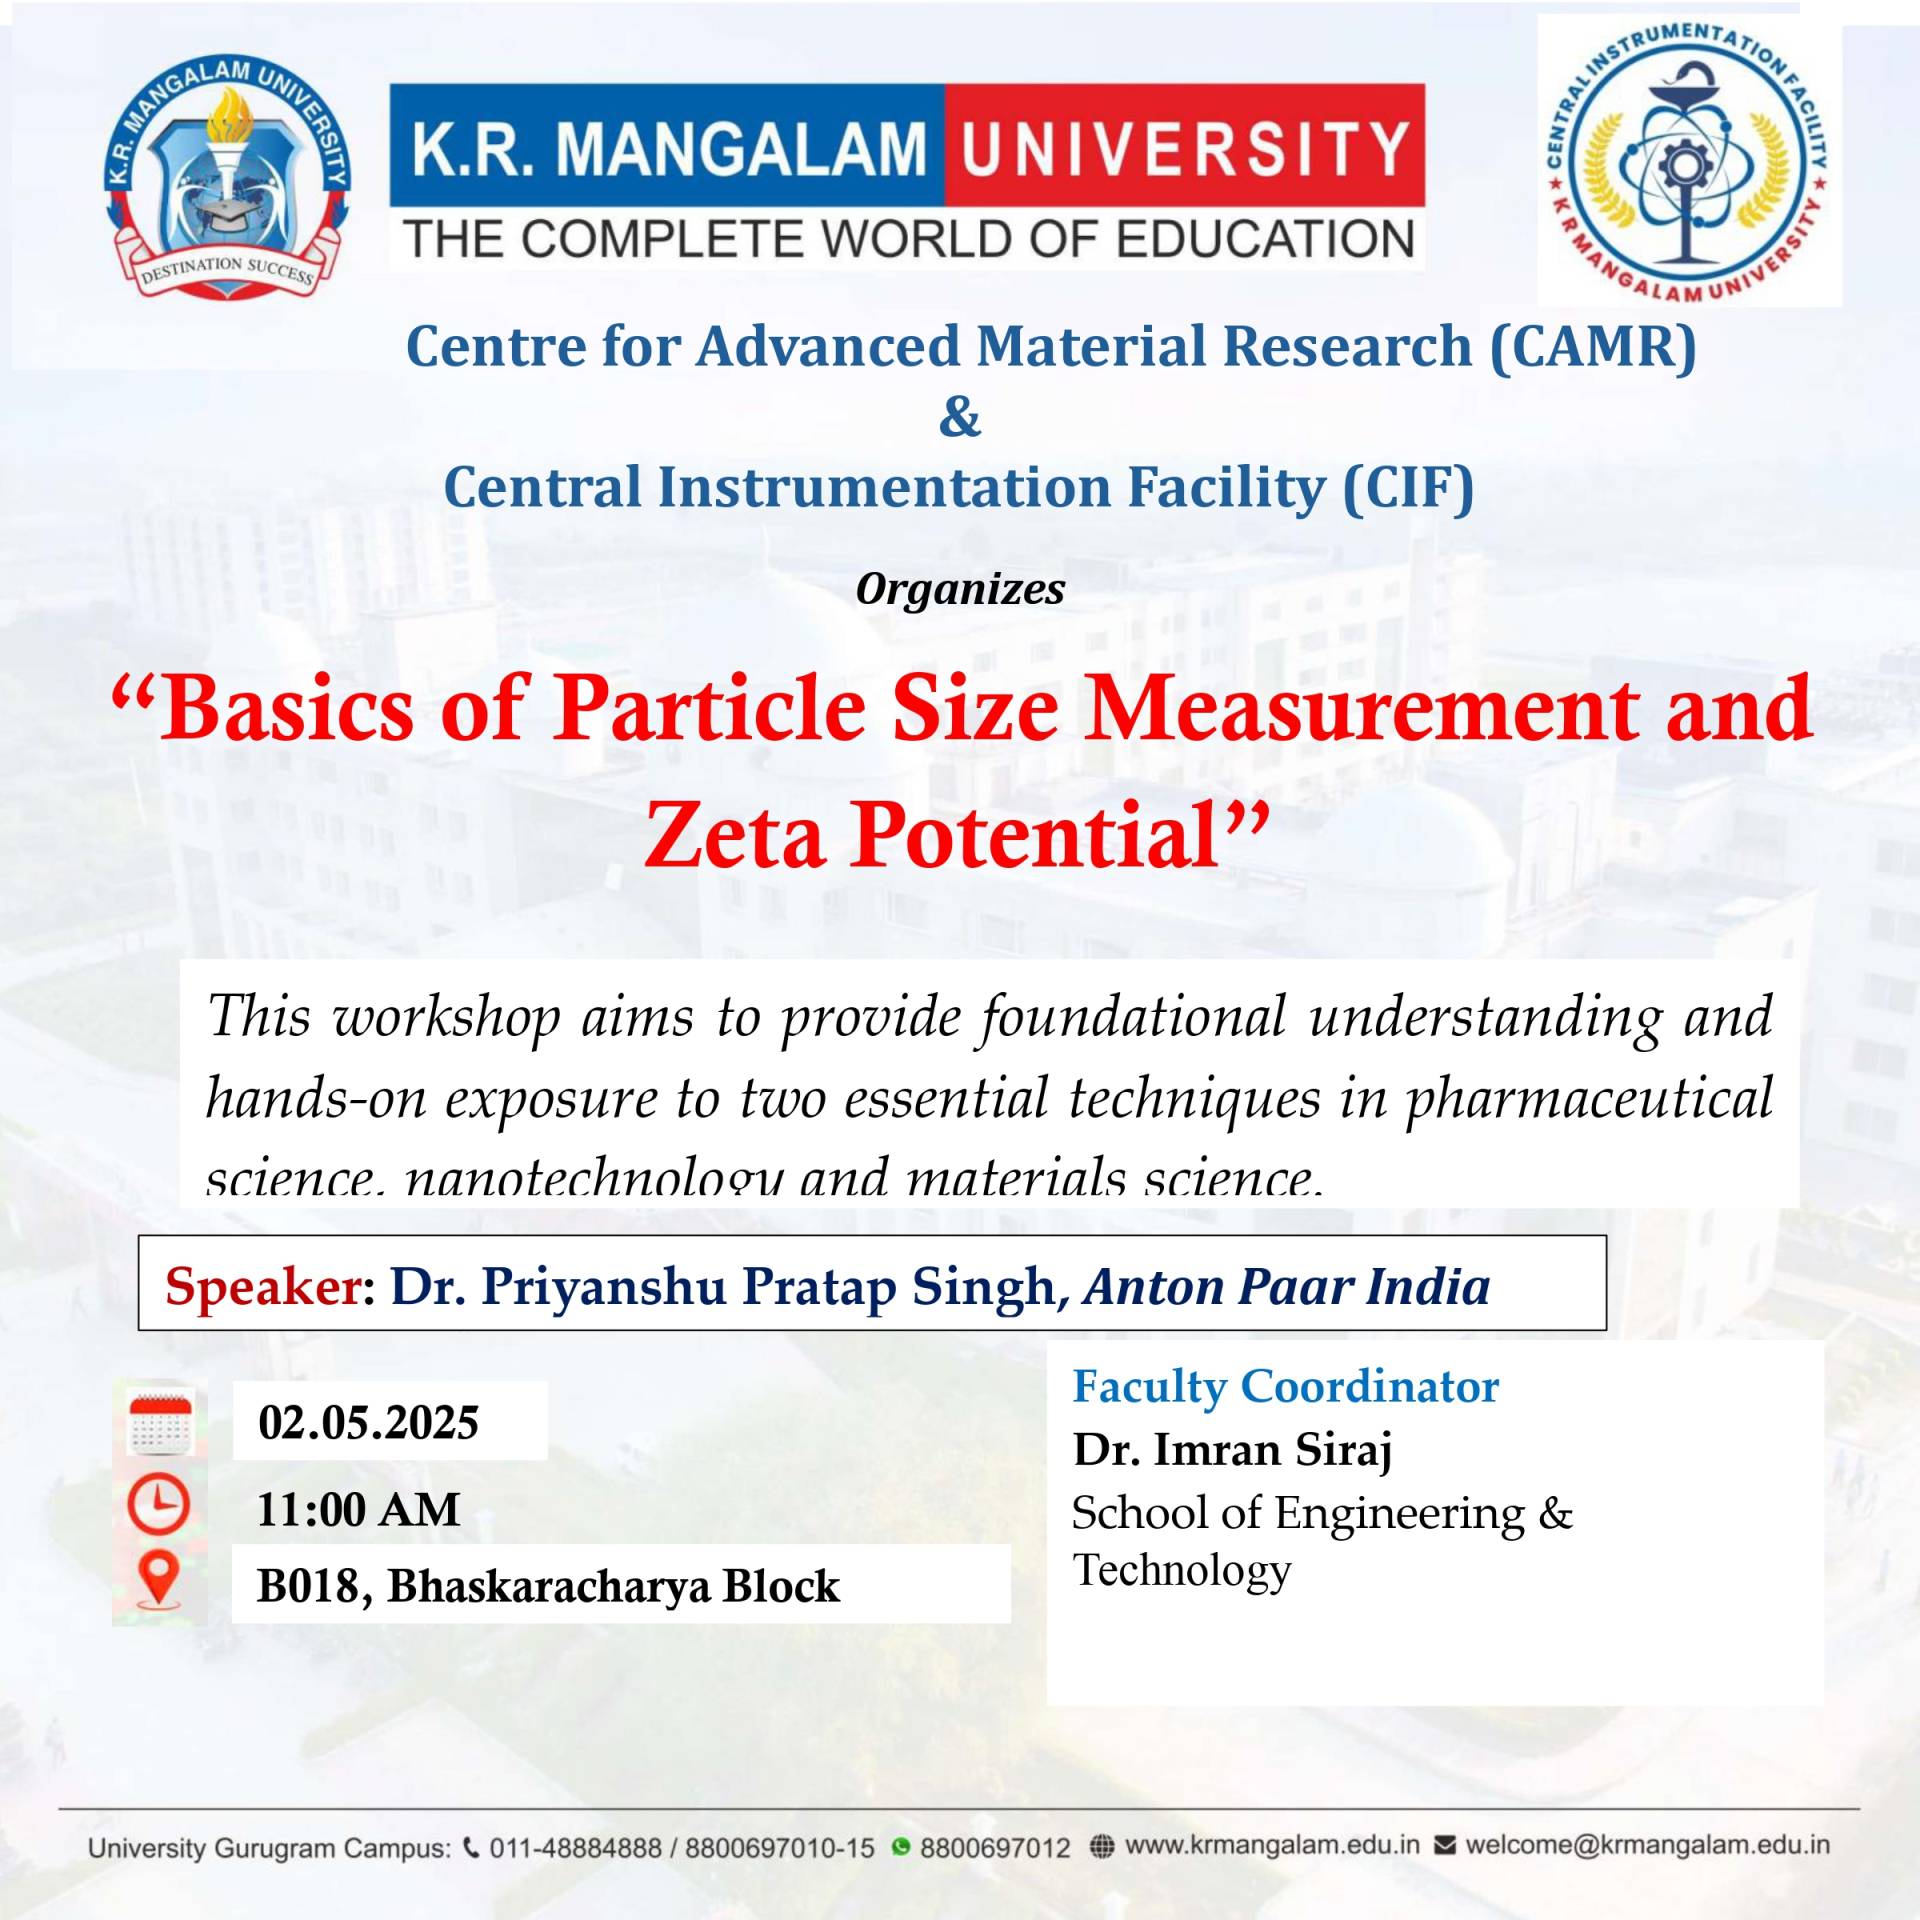 K.R. MANGALAM UNIVERSITY
DESTINATION SUCCESS
K.R. MANGALAM UNIVERSITY
THE COMPLETE WORLD OF EDUCATION
CENTRAL INSTRUMENTATION FACILITY
K R MANGALAM UNIVERSITY
Centre for Advanced Material Research (CAMR)
&
Central Instrumentation Facility (CIF)
Organizes
“Basics of Particle Size Measurement and
Zeta Potential”
This workshop aims to provide foundational understanding and
hands-on exposure to two essential techniques in pharmaceutical
science, nanotechnology and materials science.
Speaker: Dr. Priyanshu Pratap Singh, Anton Paar India
02.05.2025
11:00 AM
B018, Bhaskaracharya Block
Faculty Coordinator
Dr. Imran Siraj
School of Engineering &
Technology
University Gurugram Campus: 011-48884888 / 8800697010-15 8800697012 www.krmangalam.edu.in welcome@krmangalam.edu.in